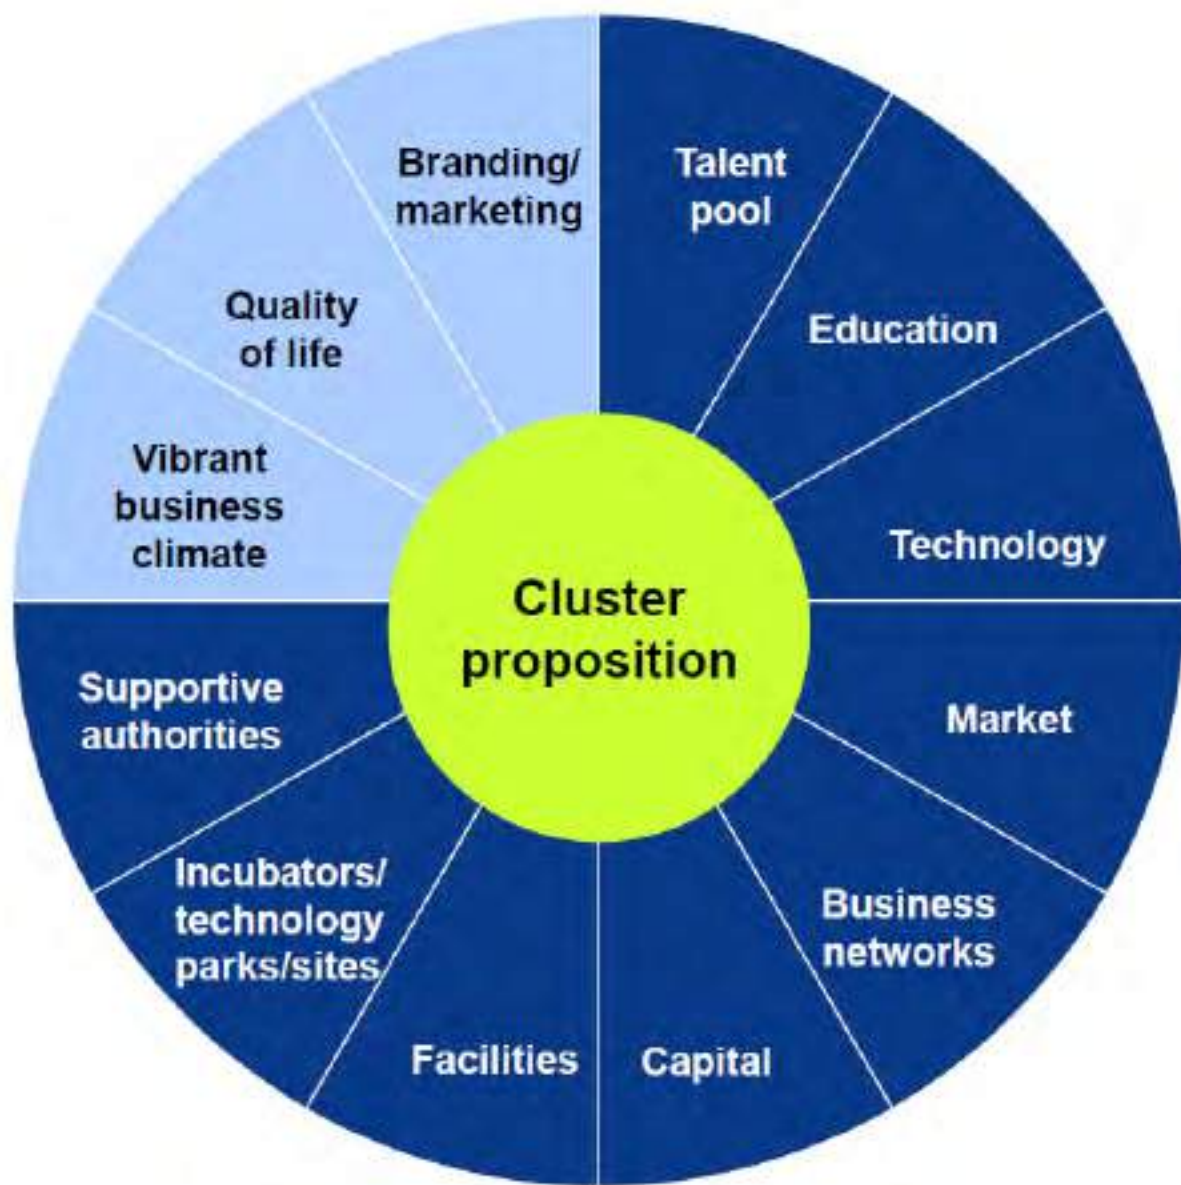 Branding/
marketing
Talent
pool
Quality
of life
Education
Vibrant
business
climate
Technology
Cluster
proposition
Supportive
authorities
Market
Incubators/
technology
parks/sites
Business
networks
Facilities
Capital